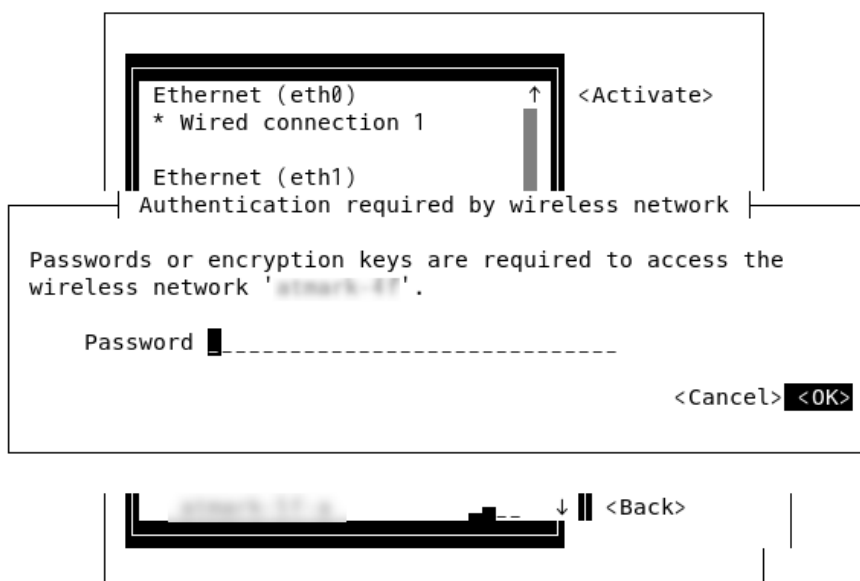 Ethernet (eth0) ↑ <Activate>
* Wired connection 1
Ethernet (eth1)
Authentication required by wireless network
Passwords or encryption keys are required to access the
wireless network ' '.
Password
<Cancel> <OK>
↓ <Back>